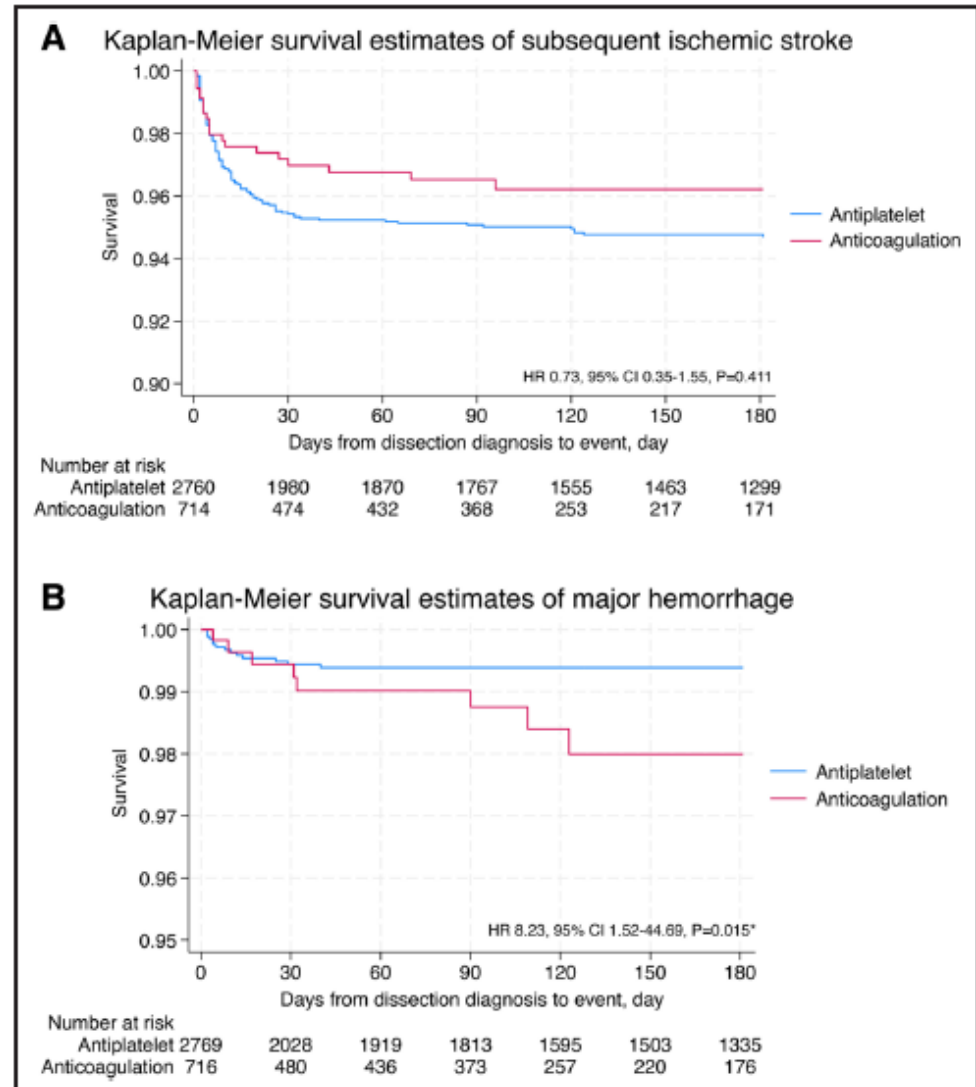 A Kaplan-Meier survival estimates of subsequent ischemic stroke
1.00
0.98
0.96
0.94
0.92
0.90
Survival
Antiplatelet
Anticoagulation
HR 0.73, 95% CI 0.35-1.55, P=0.411
0 30 60 90 120 150 180
Days from dissection diagnosis to event, day
Number at risk
Antiplatelet 2760 1980 1870 1767 1555 1463 1299
Anticoagulation 714 474 432 368 253 217 171
B Kaplan-Meier survival estimates of major hemorrhage
1.00
0.99
0.98
0.97
0.96
0.95
Survival
Antiplatelet
Anticoagulation
HR 8.23, 95% CI 1.52-44.69, P=0.015*
0 30 60 90 120 150 180
Days from dissection diagnosis to event, day
Number at risk
Antiplatelet 2769 2028 1919 1813 1595 1503 1335
Anticoagulation 716 480 436 373 257 220 176